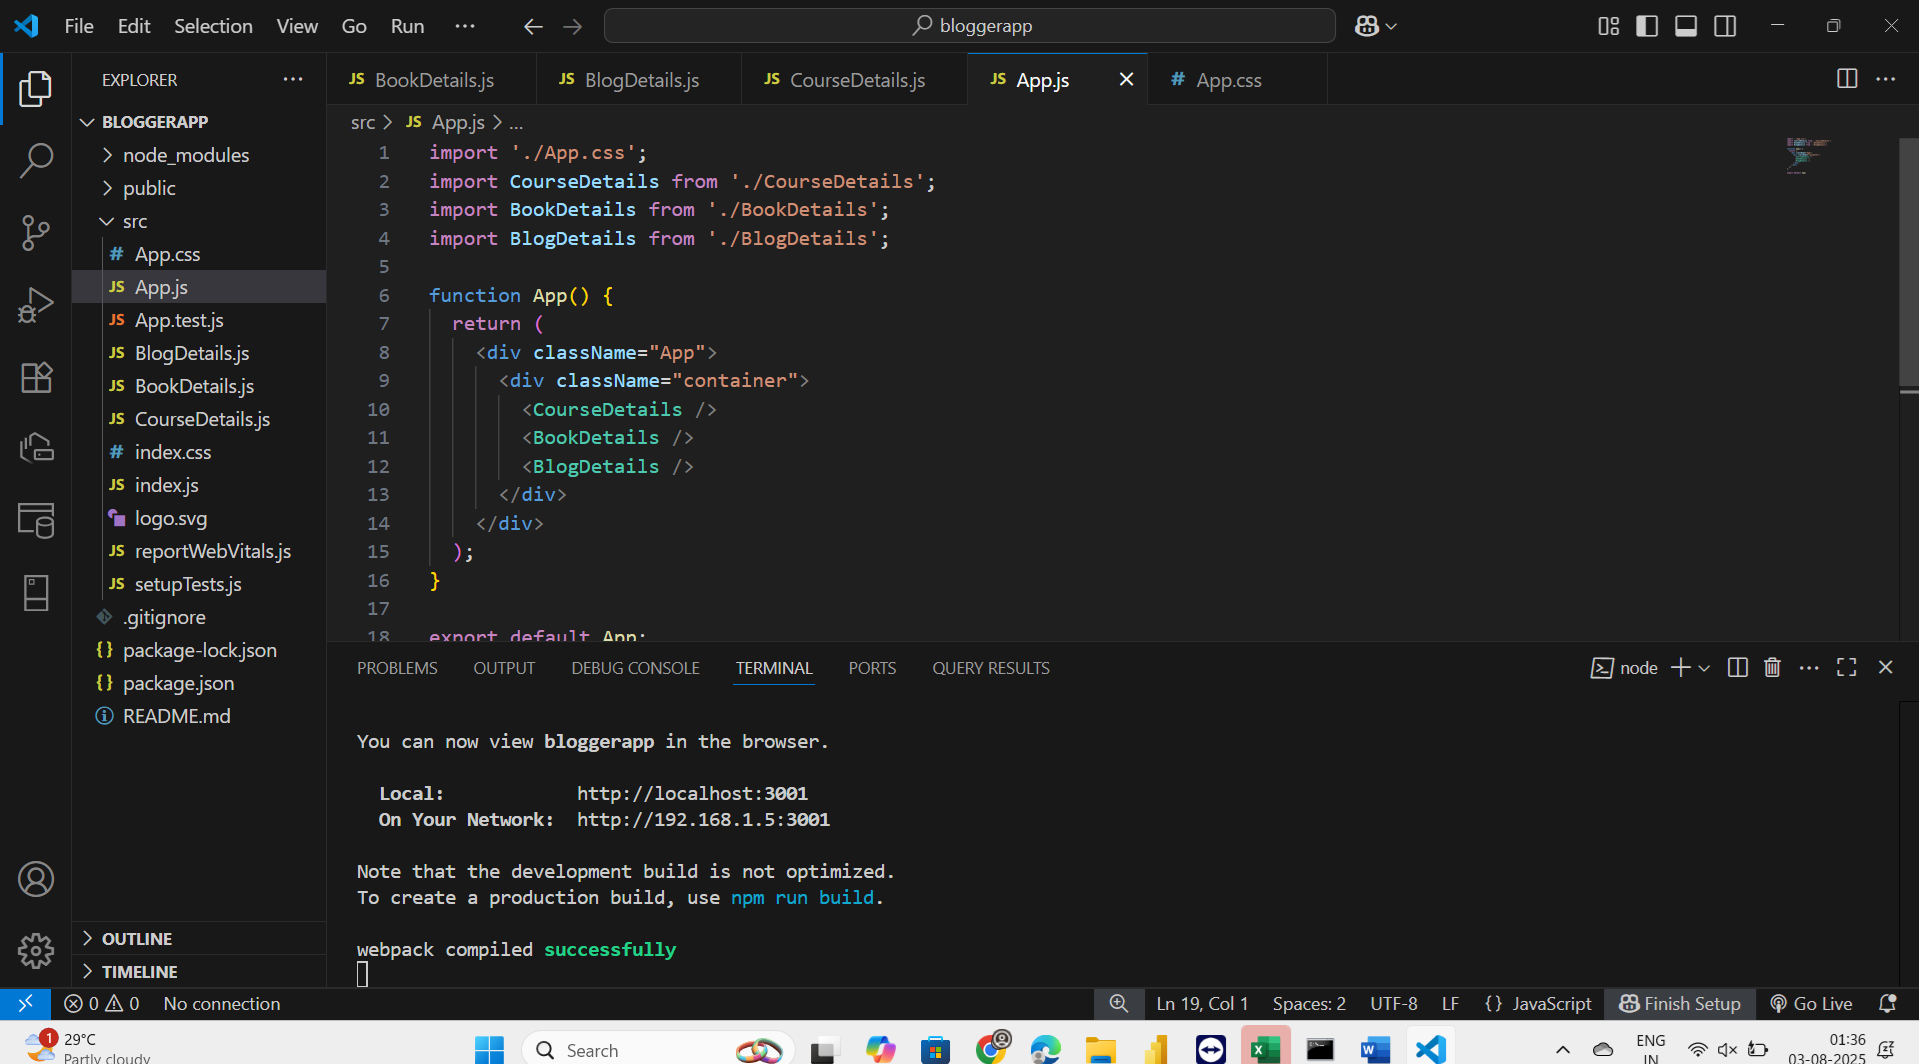 File Edit Selection View Go Run ··· bloggerapp
EXPLORER ···
BLOGGERAPP
node_modules
public
src
# App.css
JS App.js
JS App.test.js
JS BlogDetails.js
JS BookDetails.js
JS CourseDetails.js
# index.css
JS index.js
logo.svg
JS reportWebVitals.js
JS setupTests.js
.gitignore
{} package-lock.json
{} package.json
README.md
OUTLINE
TIMELINE
JS BookDetails.js JS BlogDetails.js JS CourseDetails.js JS App.js # App.css
src > JS App.js > ...
1 import './App.css';
2 import CourseDetails from './CourseDetails';
3 import BookDetails from './BookDetails';
4 import BlogDetails from './BlogDetails';
5
6 function App() {
7 return (
8 <div className="App">
9 <div className="container">
10 <CourseDetails />
11 <BookDetails />
12 <BlogDetails />
13 </div>
14 </div>
15 );
16 }
17
18 export default App;
PROBLEMS OUTPUT DEBUG CONSOLE TERMINAL PORTS QUERY RESULTS node
You can now view bloggerapp in the browser.
Local: http://localhost:3001
On Your Network: http://192.168.1.5:3001
Note that the development build is not optimized.
To create a production build, use npm run build.
webpack compiled successfully
0 0 No connection Ln 19, Col 1 Spaces: 2 UTF-8 LF {} JavaScript Finish Setup Go Live
1 29°C
Partly cloudy
Search
ENG
IN
01:36
03-08-2025